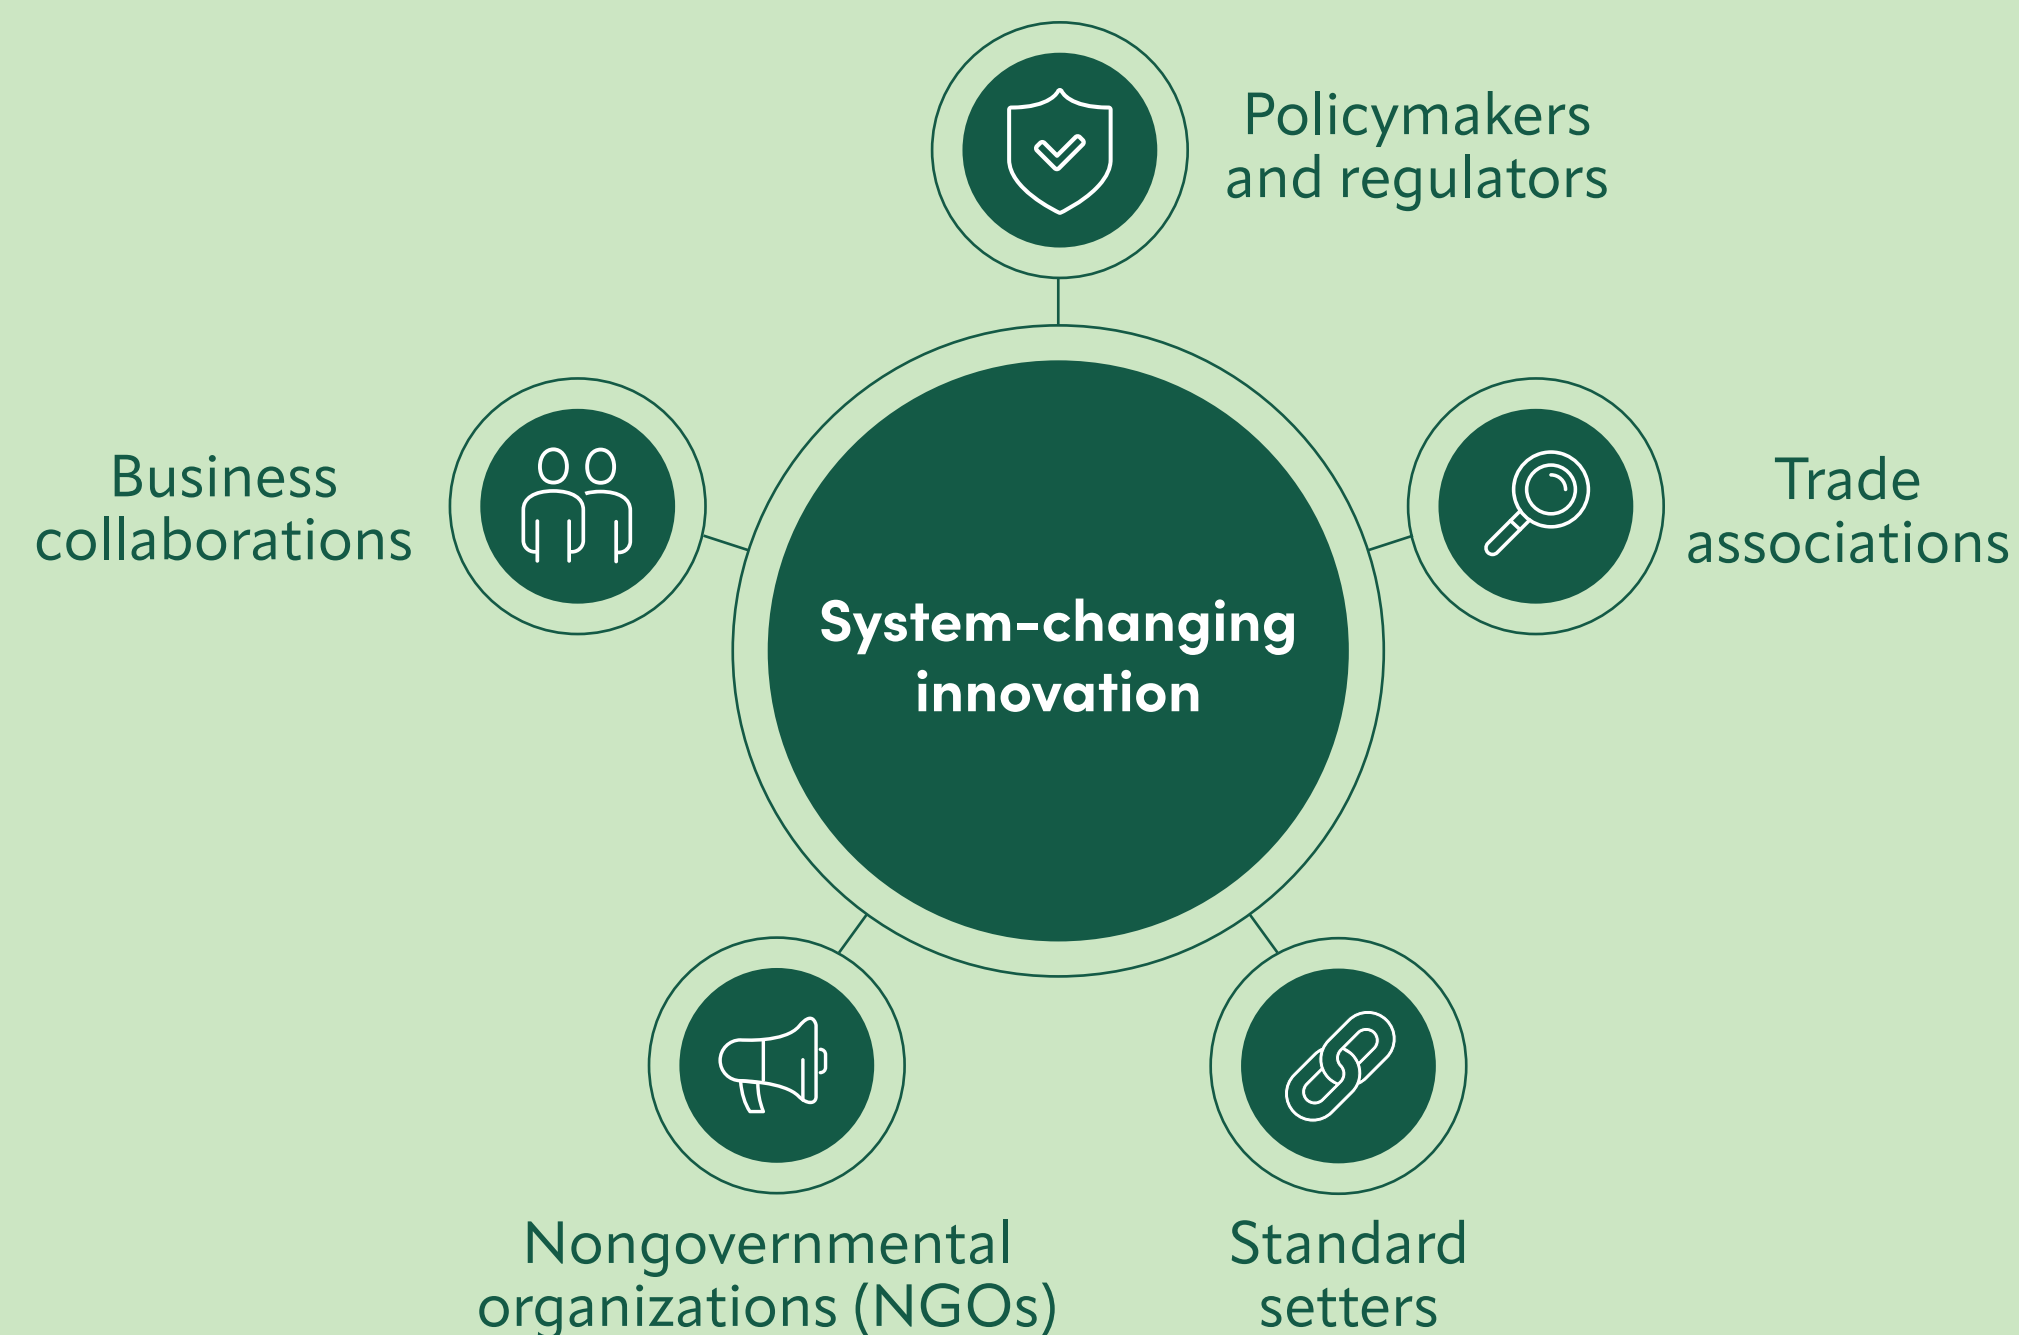 Policymakers
and regulators
Business
collaborations
Trade
associations
System-changing
innovation
Nongovernmental
organizations (NGOs)
Standard
setters